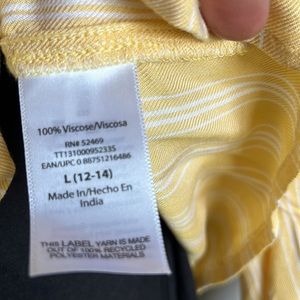 100% Viscose/Viscosa
RN# 52469
TT131000952335
EAN/UPC 0 88751216486
L (12-14)
Made In/Hecho En
India
THIS LABEL YARN IS MADE
OUT OF 100% RECYCLED
POLYESTER MATERIALS